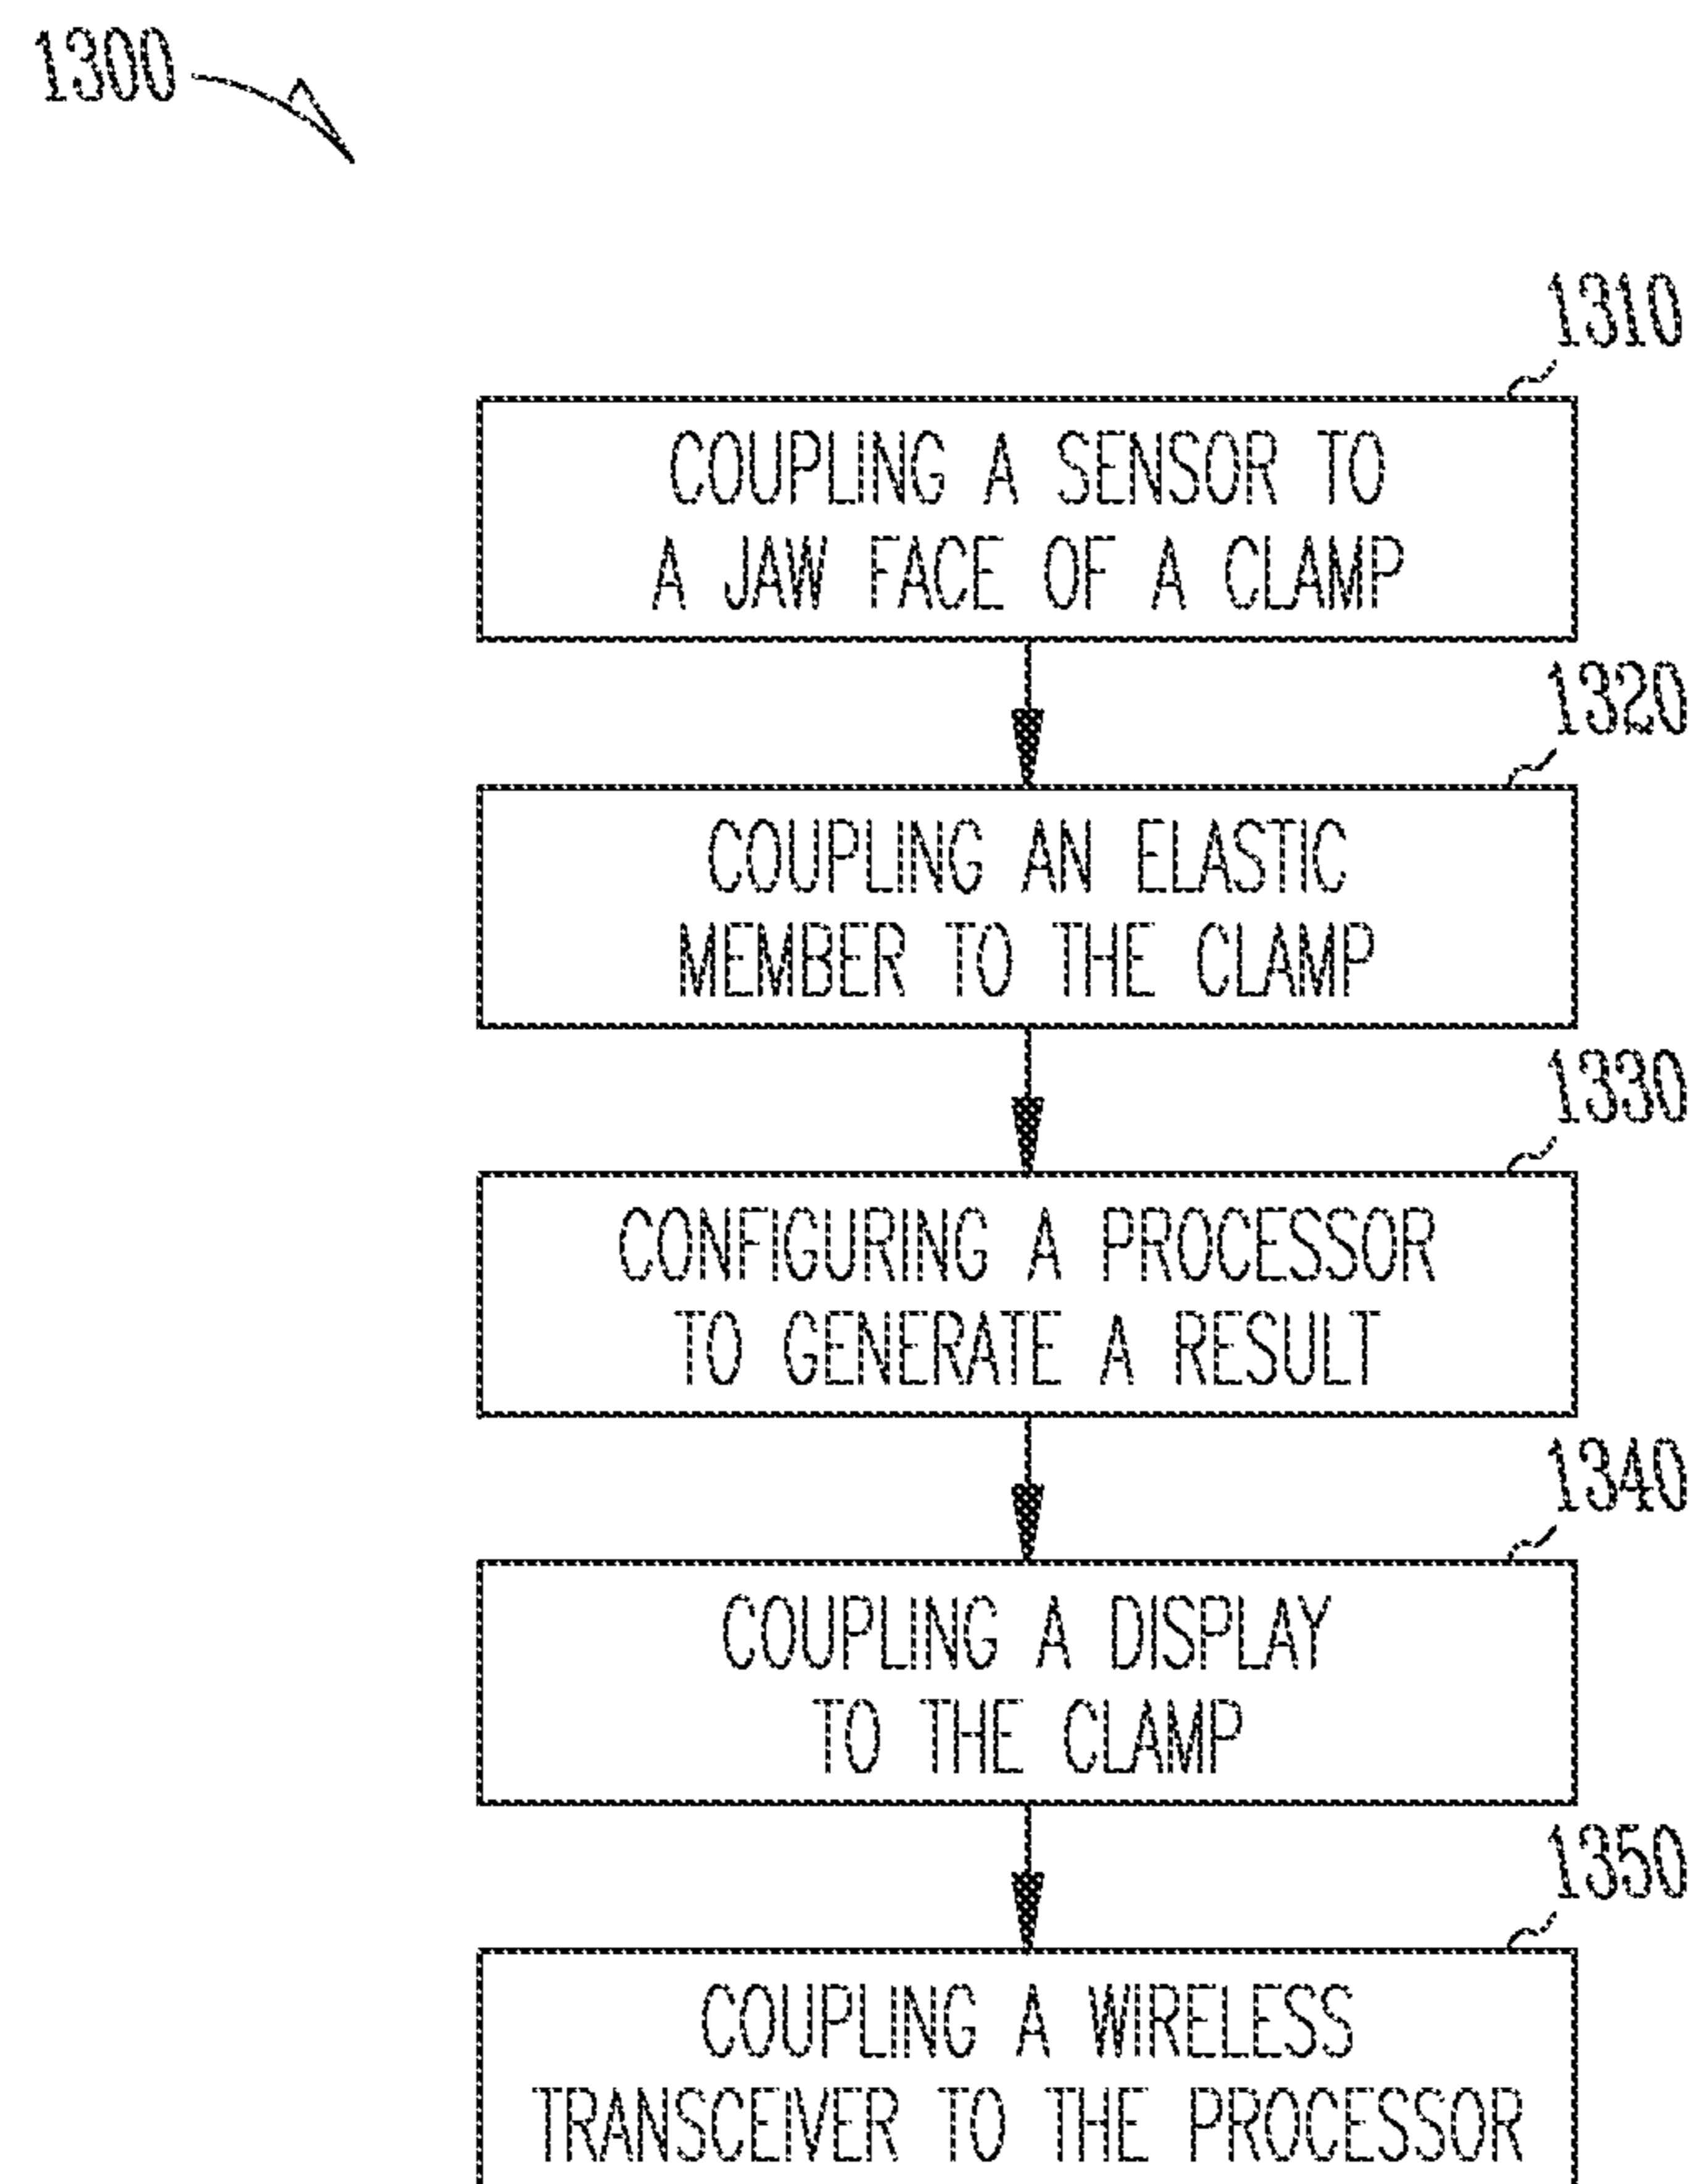 1300
1310
COUPLING A SENSOR TO
A JAW FACE OF A CLAMP
1320
COUPLING AN ELASTIC
MEMBER TO THE CLAMP
1330
CONFIGURING A PROCESSOR
TO GENERATE A RESULT
1340
COUPLING A DISPLAY
TO THE CLAMP
1350
COUPLING A WIRELESS
TRANSCEIVER TO THE PROCESSOR